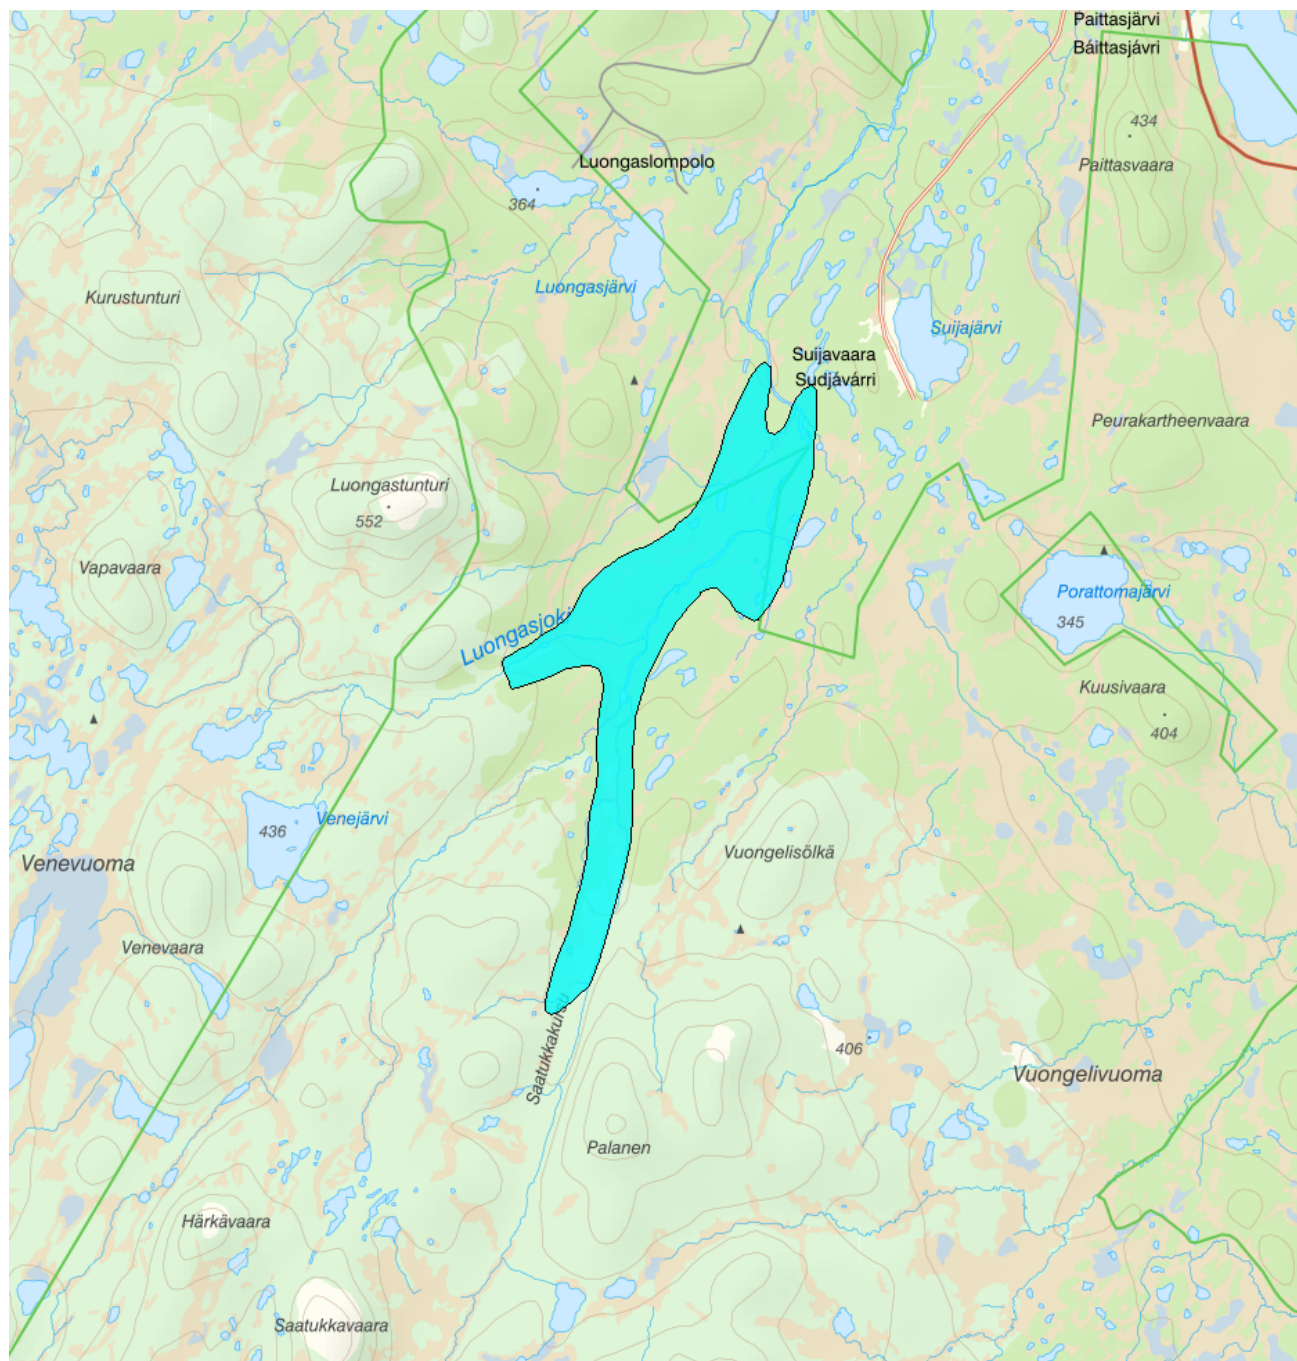 Paittasjärvi
Báittasjávri
434
Paittasvaara
Luongaslompolo
364
Luongasjärvi
Kurustunturi
Suijajärvi
Suijavaara
Sudjávárri
Peurakartheenvaara
Luongastunturi
552
Vapavaara
Porattomajärvi
345
Luongasjoki
Kuusivaara
404
Venejärvi
436
Venevuoma
Vuongelisölkä
Venevaara
Saatukkakursu
406
Vuongelivuoma
Palanen
Härkävaara
Saatukkavaara